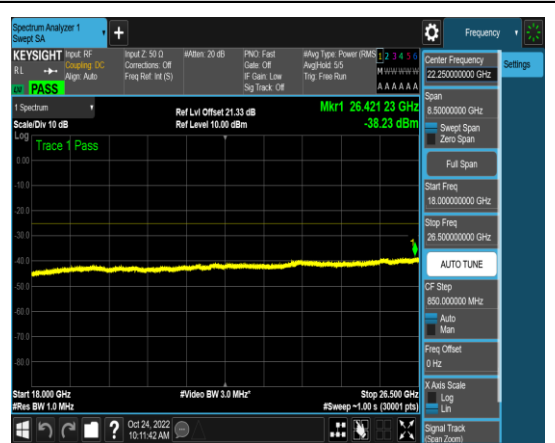 Spectrum Analyzer 1
Swept SA
Frequency
KEYSIGHT
Input: RF
Input Z: 50 Ω
#Atten: 20 dB
PNO: Fast
#Avg Type: Power (RMS
1 2 3 4 5 6
RL
Coupling: DC
Corrections: Off
Gate: Off
Avg|Hold: 5/5
M W W W W W
Align: Auto
Freq Ref: Int (S)
IF Gain: Low
Trig: Free Run
Sig Track: Off
A A A A A A
PASS
1 Spectrum
Ref Lvl Offset 21.33 dB
Mkr1 26.421 23 GHz
Scale/Div 10 dB
Ref Level 10.00 dBm
-38.23 dBm
Log
Trace 1 Pass
0.00
-10.0
-20.0
-30.0
1
-40.0
-50.0
-60.0
-70.0
-80.0
Start 18.000 GHz
#Video BW 3.0 MHz*
Stop 26.500 GHz
#Res BW 1.0 MHz
#Sweep ~1.00 s (30001 pts)
Oct 24, 2022
10:11:42 AM
?
Center Frequency
22.250000000 GHz
Settings
Span
8.50000000 GHz
Swept Span
Zero Span
Full Span
Start Freq
18.000000000 GHz
Stop Freq
26.500000000 GHz
AUTO TUNE
CF Step
850.000000 MHz
Auto
Man
Freq Offset
0 Hz
X Axis Scale
Log
Lin
Signal Track
(Span Zoom)